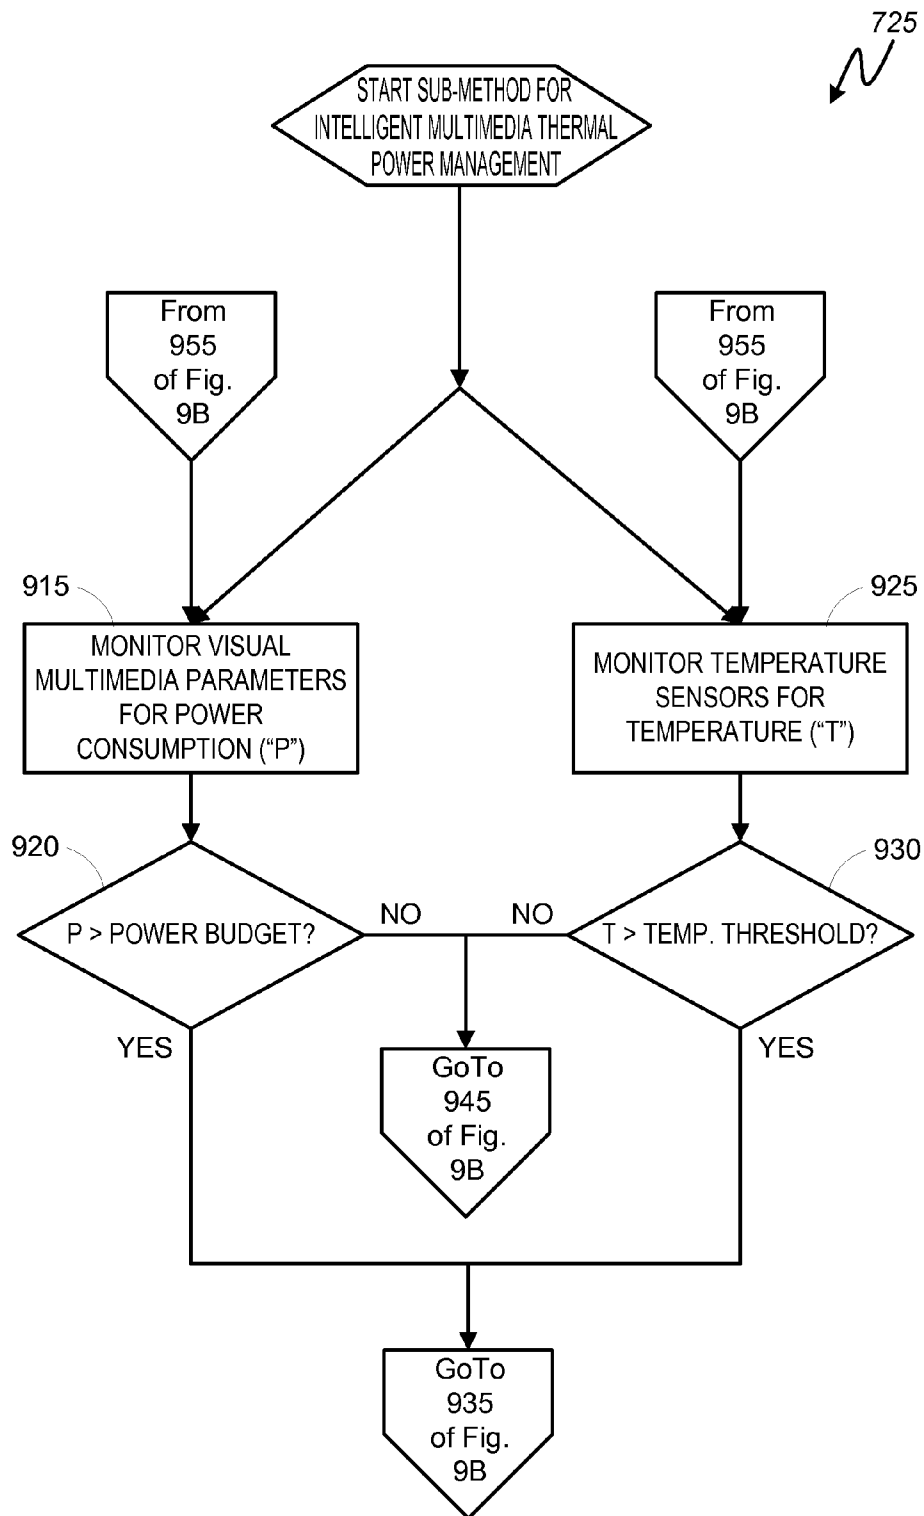 725
START SUB-METHOD FOR
INTELLIGENT MULTIMEDIA THERMAL
POWER MANAGEMENT
From
955
of Fig.
9B
From
955
of Fig.
9B
915
MONITOR VISUAL
MULTIMEDIA PARAMETERS
FOR POWER
CONSUMPTION (“P”)
925
MONITOR TEMPERATURE
SENSORS FOR
TEMPERATURE (“T”)
920
P > POWER BUDGET?
NO
NO
930
T > TEMP. THRESHOLD?
YES
YES
GoTo
945
of Fig.
9B
GoTo
935
of Fig.
9B